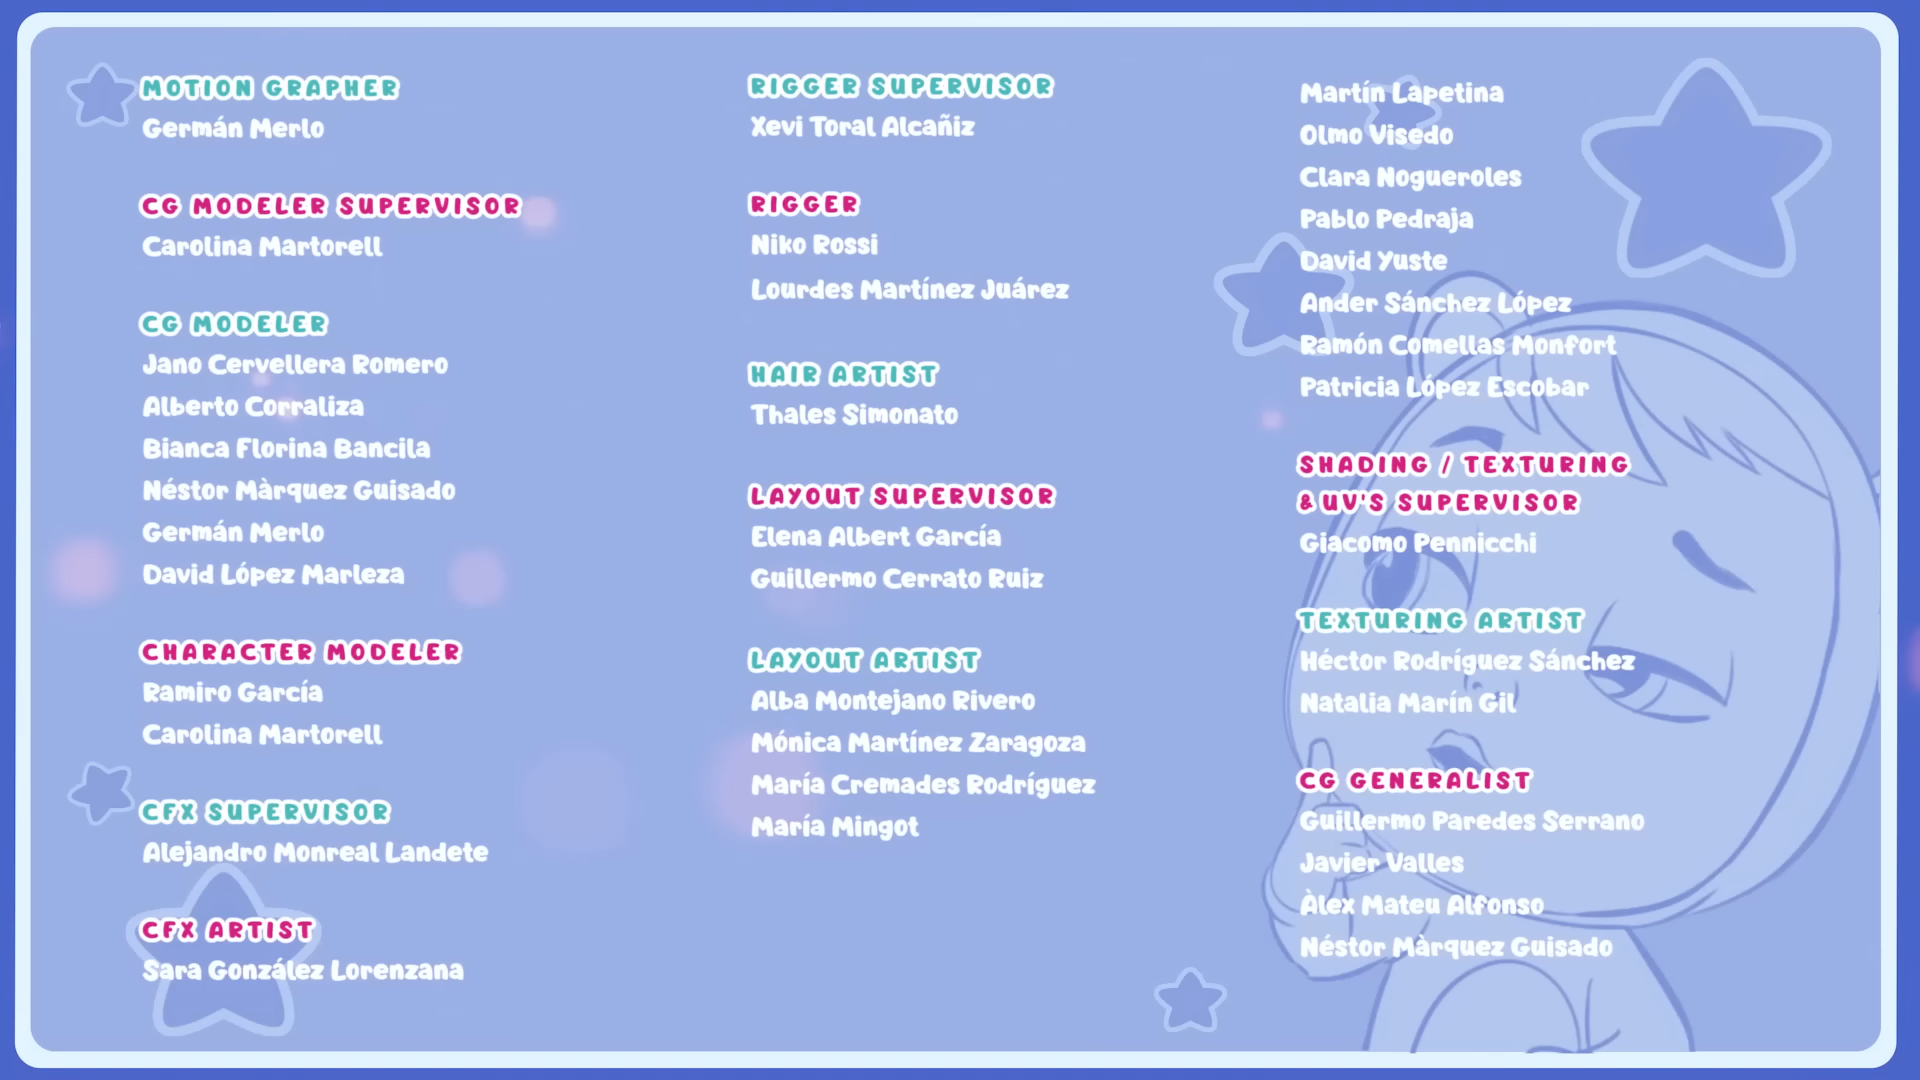 MOTION GRAPHER
Germán Merlo
CG MODELER SUPERVISOR
Carolina Martorell
CG MODELER
Jano Cervellera Romero
Alberto Corraliza
Bianca Florina Bancila
Néstor Màrquez Guisado
Germán Merlo
David López Marleza
CHARACTER MODELER
Ramiro García
Carolina Martorell
CFX SUPERVISOR
Alejandro Monreal Landete
CFX ARTIST
Sara González Lorenzana
RIGGER SUPERVISOR
Xevi Toral Alcañiz
RIGGER
Niko Rossi
Lourdes Martínez Juárez
HAIR ARTIST
Thales Simonato
LAYOUT SUPERVISOR
Elena Albert García
Guillermo Cerrato Ruiz
LAYOUT ARTIST
Alba Montejano Rivero
Mónica Martínez Zaragoza
María Cremades Rodríguez
María Mingot
Martín Lapetina
Olmo Visedo
Clara Nogueroles
Pablo Pedraja
David Yuste
Ander Sánchez López
Ramón Comellas Monfort
Patricia López Escobar
SHADING / TEXTURING
& UV'S SUPERVISOR
Giacomo Pennicchi
TEXTURING ARTIST
Héctor Rodríguez Sánchez
Natalia Marín Gil
CG GENERALIST
Guillermo Paredes Serrano
Javier Valles
Àlex Mateu Alfonso
Néstor Màrquez Guisado